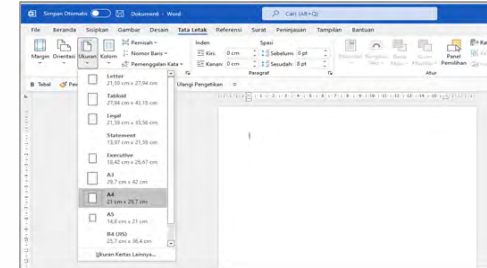 Simpan Otomatis Dokumen1 - Word Cari (Alt+Q)
File Beranda Sisipkan Gambar Desain Tata Letak Referensi Surat Peninjauan Tampilan Bantuan
Margin Orientasi Ukuran Kolom
Pemisah
Nomor Baris
Penggalan Kata
Inden
Kiri: 0 cm
Kanan: 0 cm
Spasi
Sebelum: 0 pt
Sesudah: 0 pt
Paragraf
Panel Pemilihan
Atur
Tebal
Ulangi Pengetikan
Letter
21,59 cm x 27,94 cm
Tabloid
27,94 cm x 43,18 cm
Legal
21,59 cm x 35,56 cm
Statement
13,97 cm x 21,59 cm
Executive
18,42 cm x 26,67 cm
A3
29,7 cm x 42 cm
A4
21 cm x 29,7 cm
A5
14,8 cm x 21 cm
B4 (JIS)
25,7 cm x 36,4 cm
Ukuran Kertas Lainnya...